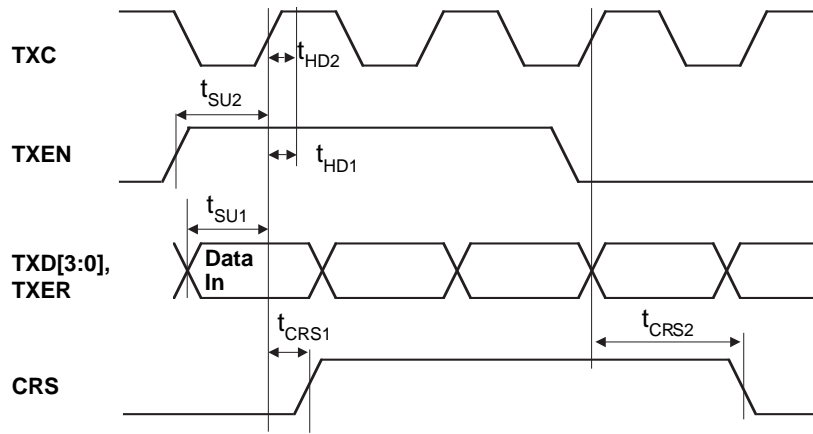 TXC
tHD2
tSU2
TXEN
tHD1
tSU1
TXD[3:0],
TXER
Data
In
tCRS1
tCRS2
CRS